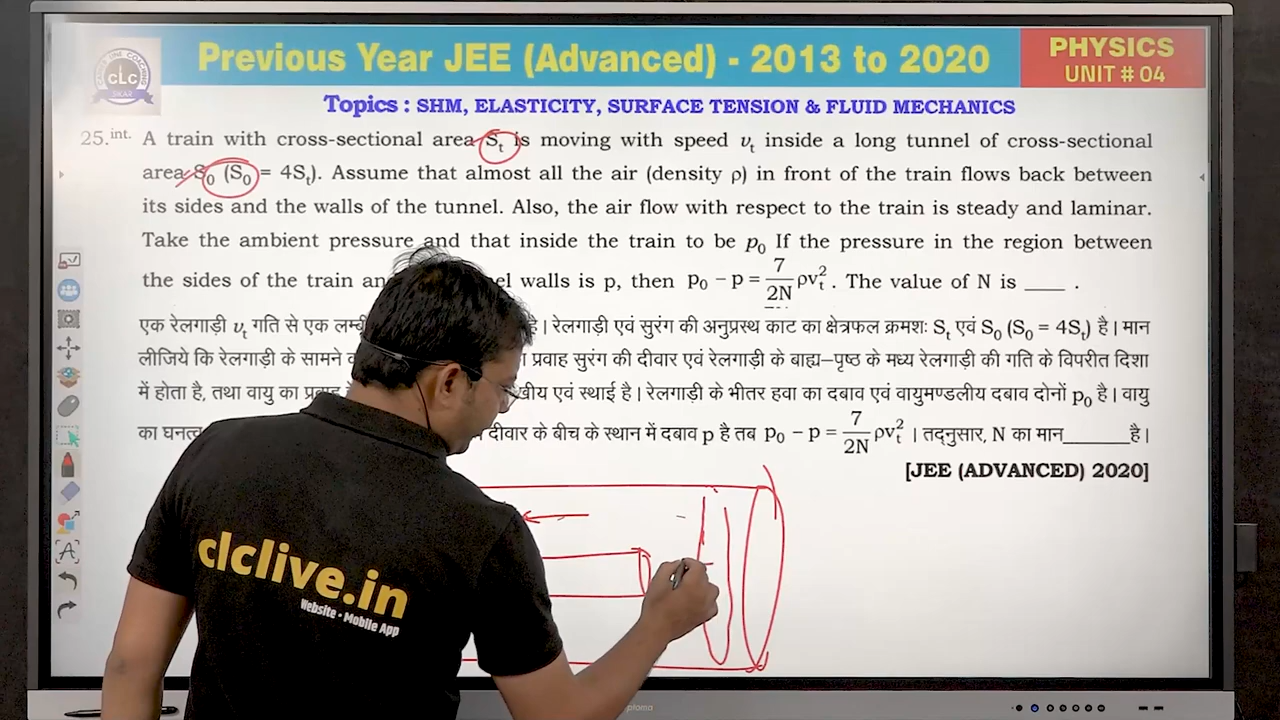 CLC
SIKAR
Previous Year JEE (Advanced) - 2013 to 2020
PHYSICS
UNIT # 04
Topics : SHM, ELASTICITY, SURFACE TENSION & FLUID MECHANICS
25.int. A train with cross-sectional area St is moving with speed υt inside a long tunnel of cross-sectional
area S0 (S0 = 4St). Assume that almost all the air (density ρ) in front of the train flows back between
its sides and the walls of the tunnel. Also, the air flow with respect to the train is steady and laminar.
Take the ambient pressure and that inside the train to be p0 If the pressure in the region between
the sides of the train an el walls is p, then p0 – p = 7/2N ρvt². The value of N is ____ .
एक रेलगाड़ी υt गति से एक लम्बी है। रेलगाड़ी एवं सुरंग की अनुप्रस्थ काट का क्षेत्रफल क्रमशः St एवं S0 (S0 = 4St) है। मान
लीजिये कि रेलगाड़ी के सामने प्रवाह सुरंग की दीवार एवं रेलगाड़ी के बाह्य–पृष्ठ के मध्य रेलगाड़ी की गति के विपरीत दिशा
में होता है, तथा वायु का खीय एवं स्थाई है। रेलगाड़ी के भीतर हवा का दबाव एवं वायुमण्डलीय दबाव दोनों p0 है। वायु
का दीवार के बीच के स्थान में दबाव p है तब p0 – p = 7/2N ρvt² । तद्नुसार, N का मान_______है।
[JEE (ADVANCED) 2020]
clclive.in
Website • Mobile App